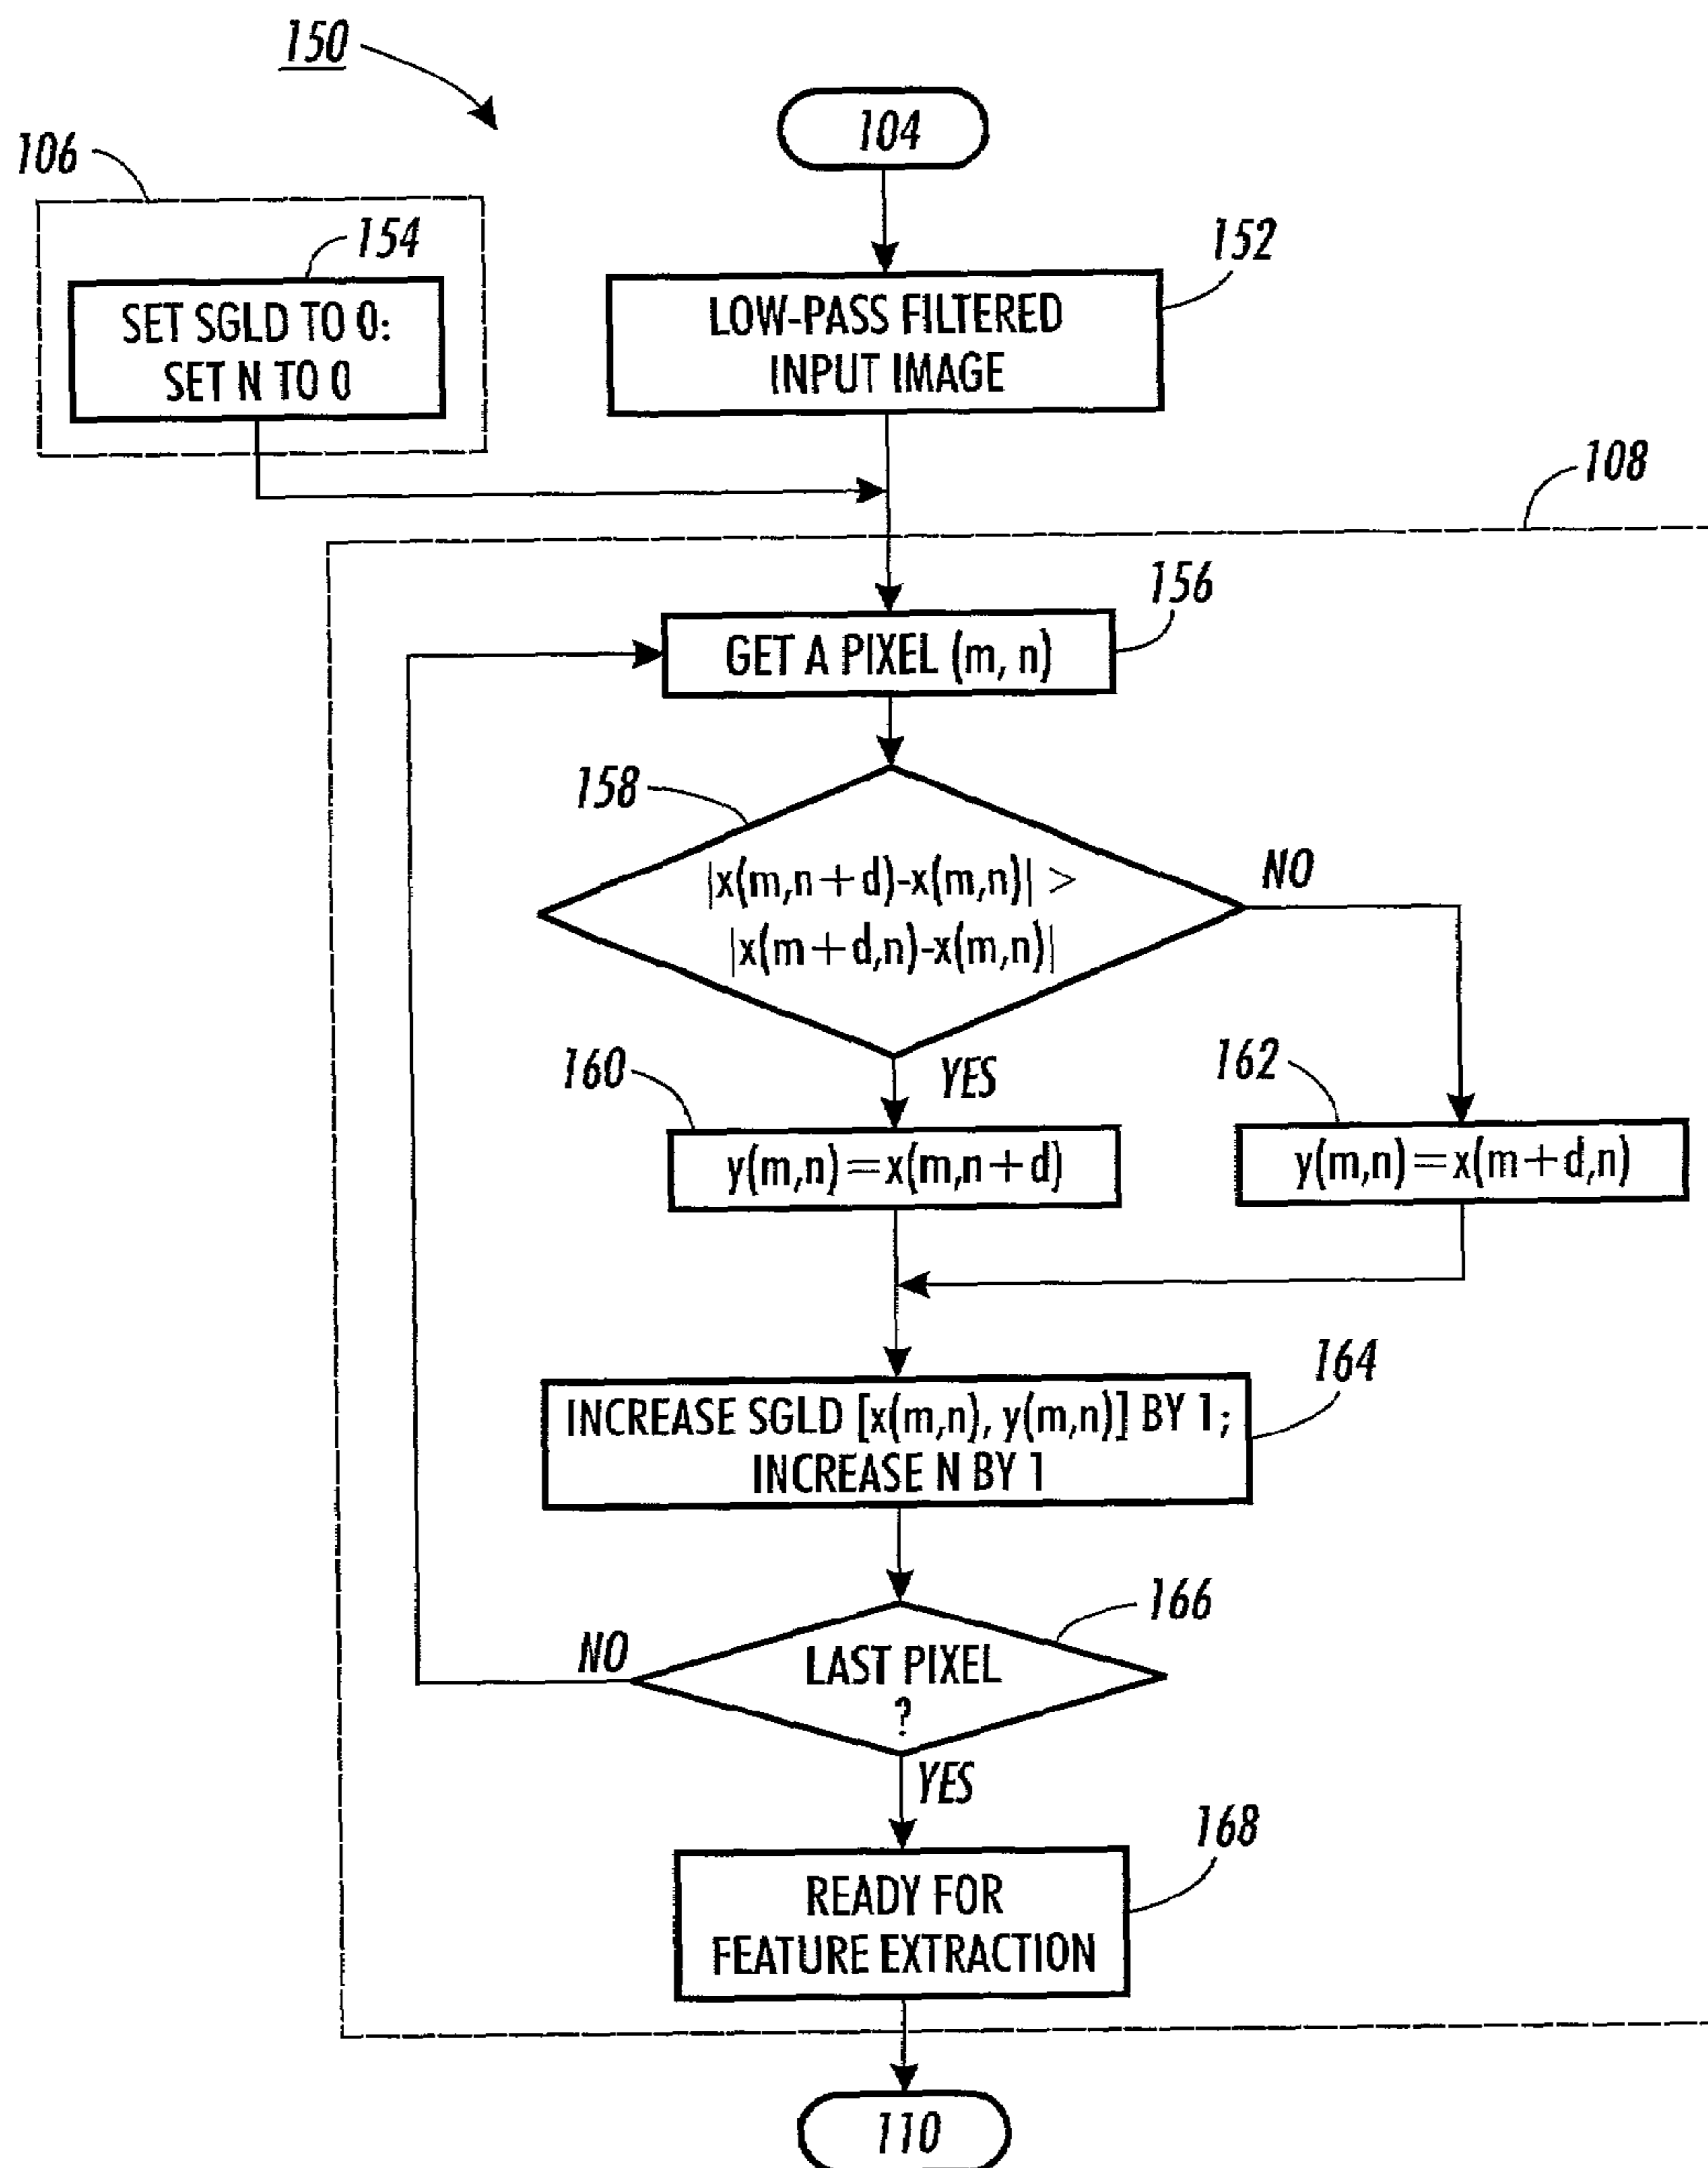 150
104
106
154
152
SET SGLD TO 0:
SET N TO 0
LOW-PASS FILTERED
INPUT IMAGE
108
156
GET A PIXEL (m, n)
158
|x(m,n+d)-x(m,n)| >
|x(m+d,n)-x(m,n)|
NO
YES
160
162
y(m,n)=x(m,n+d)
y(m,n)=x(m+d,n)
164
INCREASE SGLD [x(m,n), y(m,n)] BY 1;
INCREASE N BY 1
166
LAST PIXEL
?
NO
YES
168
READY FOR
FEATURE EXTRACTION
110